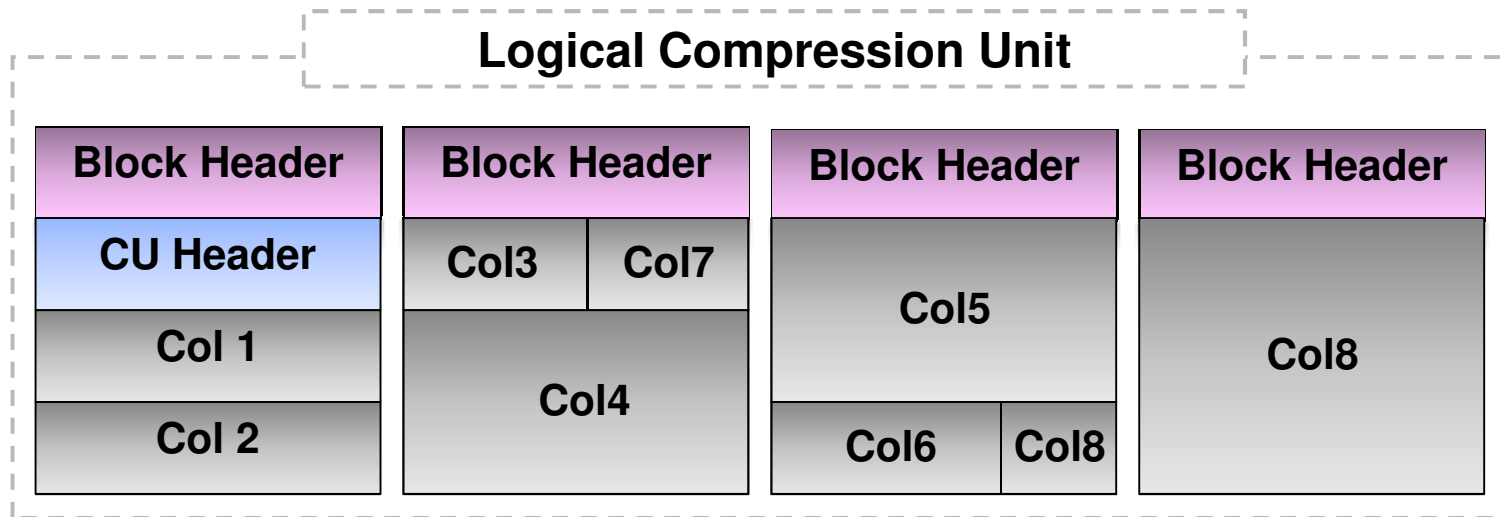 Logical Compression Unit
Block Header
CU Header
Col 1
Col 2
Block Header
Col3 Col7
Col4
Block Header
Col5
Col6 Col8
Block Header
Col8